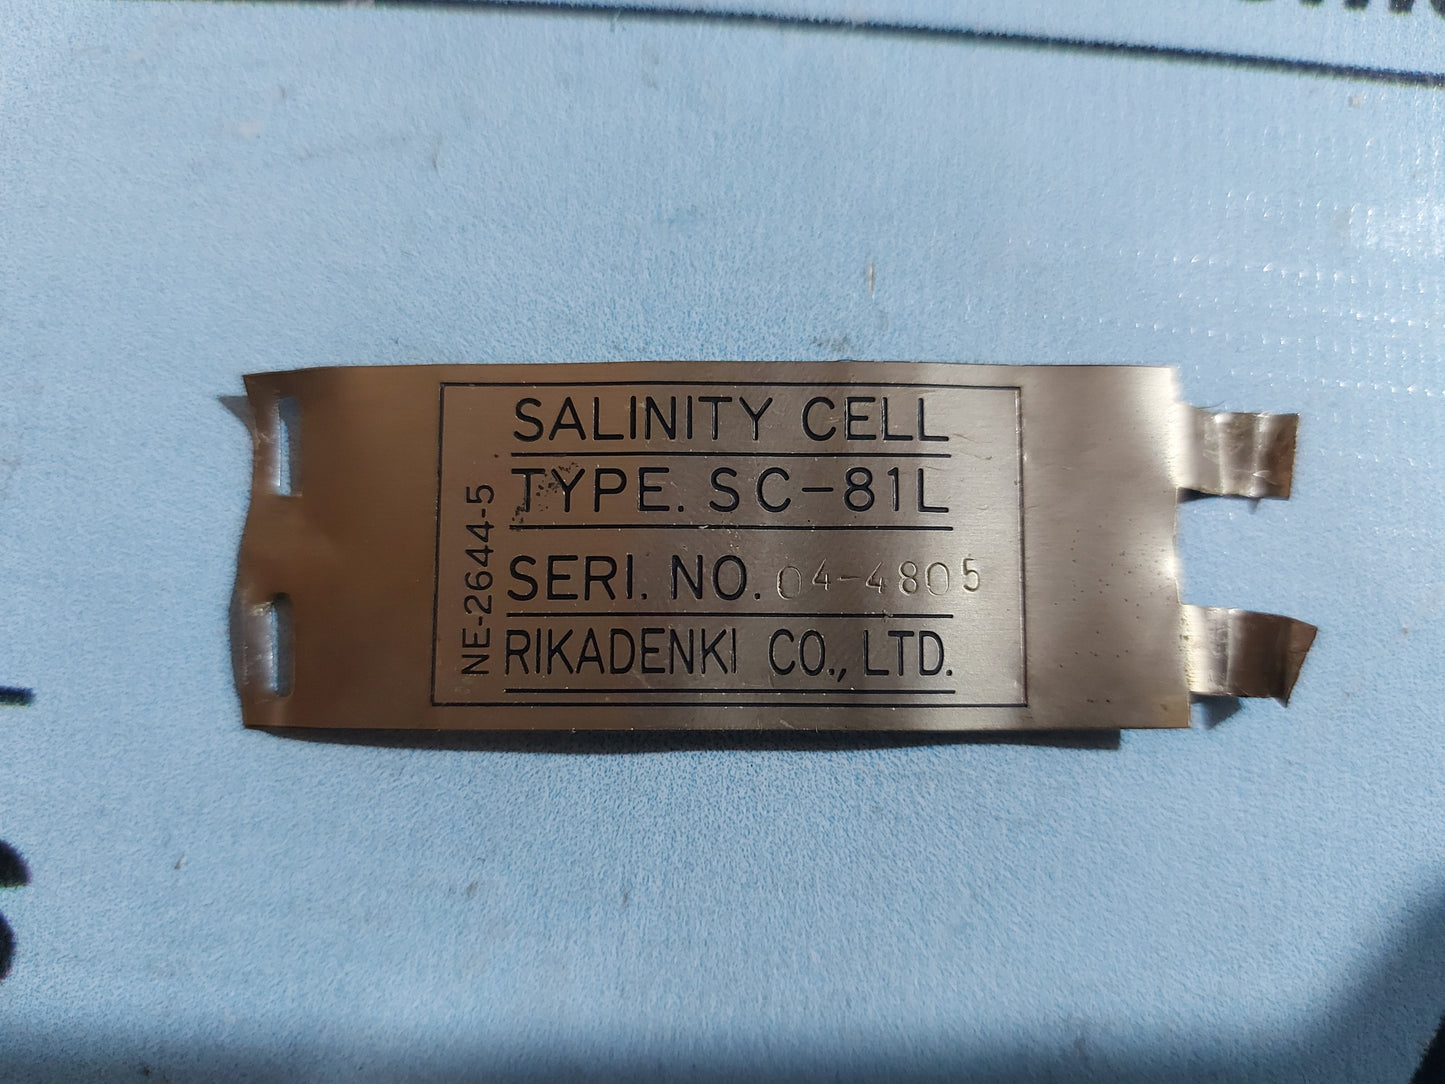 SALINITY CELL
TYPE. SC-81L
SERI. NO. 04-4805
RIKADENKI CO., LTD.
NE-2644-5